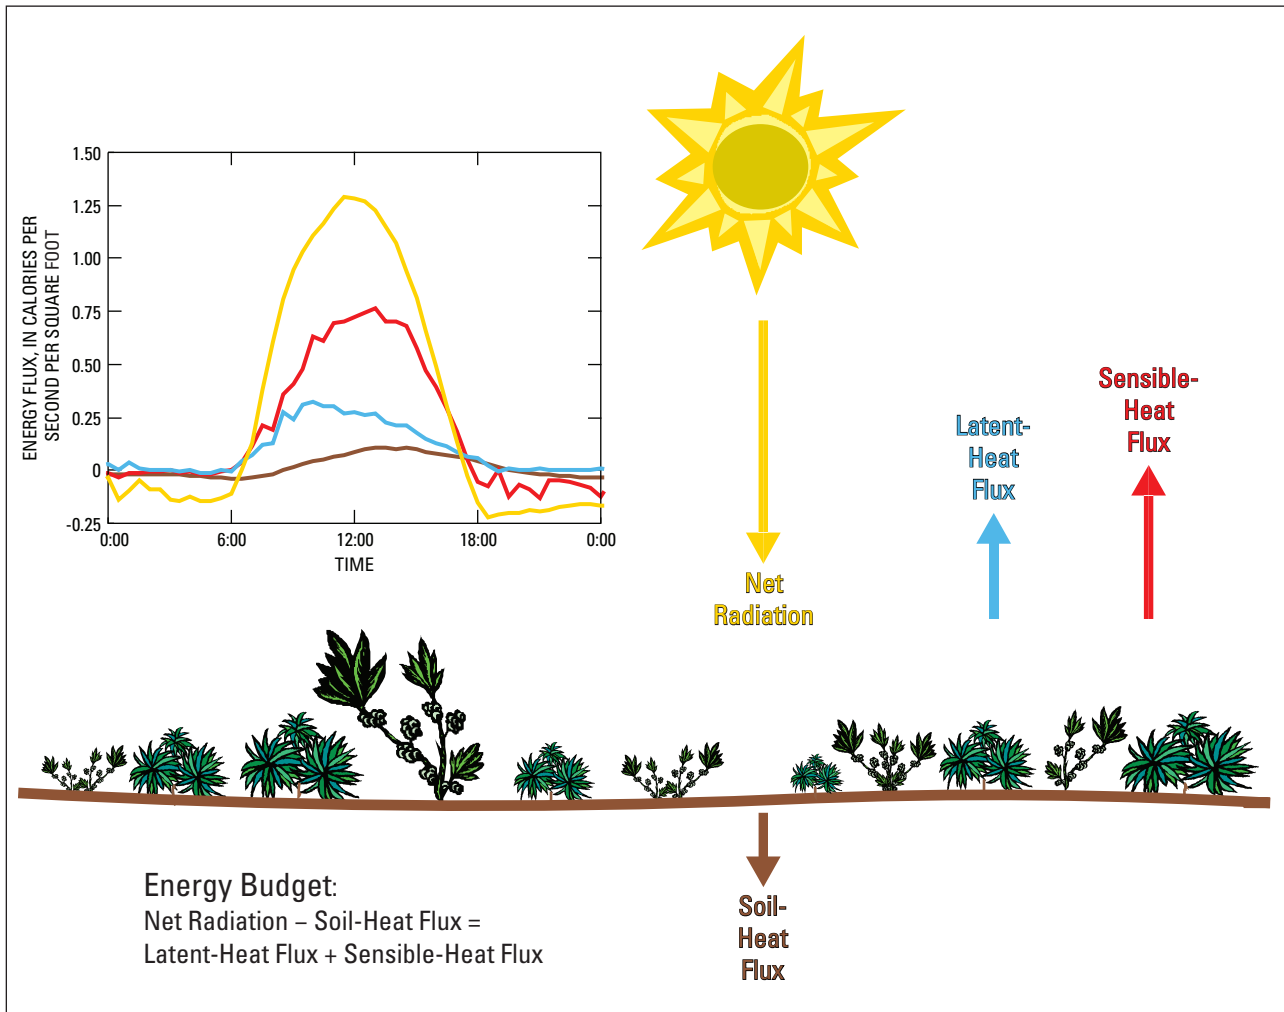 ENERGY FLUX, IN CALORIES PER
SECOND PER SQUARE FOOT
1.50
1.25
1.00
0.75
0.50
0.25
0
-0.25
0:00
6:00
12:00
18:00
0:00
TIME
Net
Radiation
Latent-
Heat
Flux
Sensible-
Heat
Flux
Soil-
Heat
Flux
Energy Budget:
Net Radiation – Soil-Heat Flux =
Latent-Heat Flux + Sensible-Heat Flux